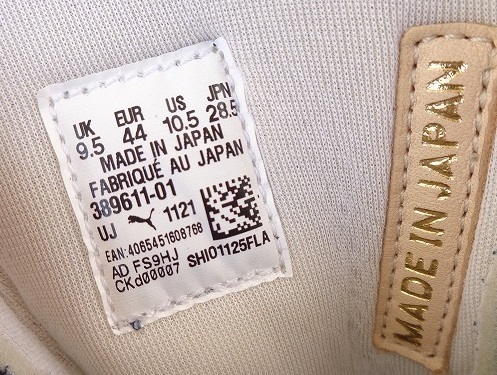 UK EUR US JPN
9.5 44 10.5 28.5
MADE IN JAPAN
FABRIQUÉ AU JAPAN
389611-01
UJ 1121
EAN: 4065451608768
AD FS9HJ
CKd00007 SHI01125FLA
MADE IN JAPAN